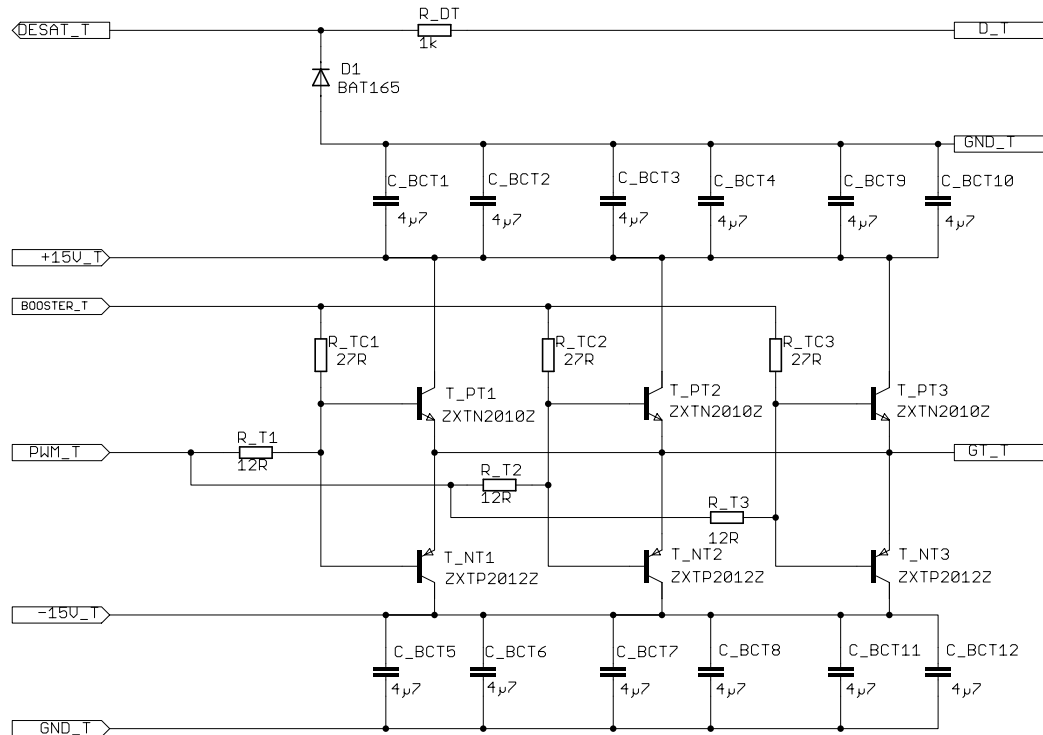 DESAT_T
R_DT
1k
D_T
D1
BAT165
GND_T
C_BCT1
4µ7
C_BCT2
4µ7
C_BCT3
4µ7
C_BCT4
4µ7
C_BCT9
4µ7
C_BCT10
4µ7
+15V_T
BOOSTER_T
R_TC1
27R
R_TC2
27R
R_TC3
27R
T_PT1
ZXTN2010Z
T_PT2
ZXTN2010Z
T_PT3
ZXTN2010Z
PWM_T
R_T1
12R
GT_T
R_T2
12R
R_T3
12R
T_NT1
ZXTP2012Z
T_NT2
ZXTP2012Z
T_NT3
ZXTP2012Z
-15V_T
C_BCT5
4µ7
C_BCT6
4µ7
C_BCT7
4µ7
C_BCT8
4µ7
C_BCT11
4µ7
C_BCT12
4µ7
GND_T